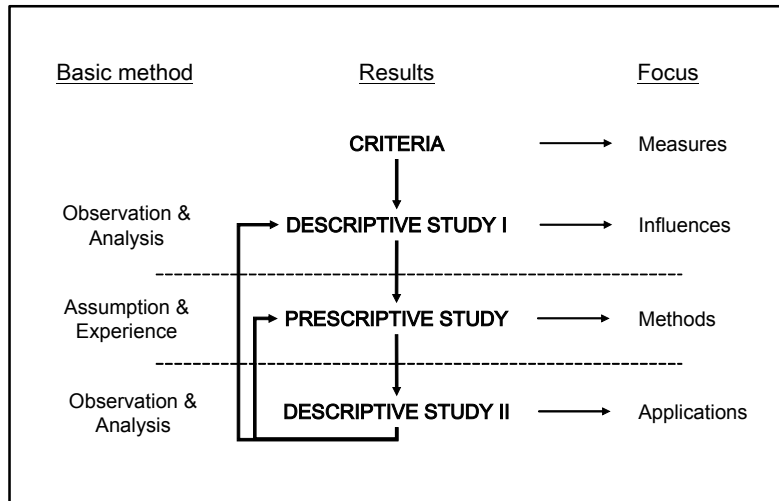 Basic method Results Focus
CRITERIA Measures
Observation &
Analysis
DESCRIPTIVE STUDY I Influences
Assumption &
Experience
PRESCRIPTIVE STUDY Methods
Observation &
Analysis
DESCRIPTIVE STUDY II Applications